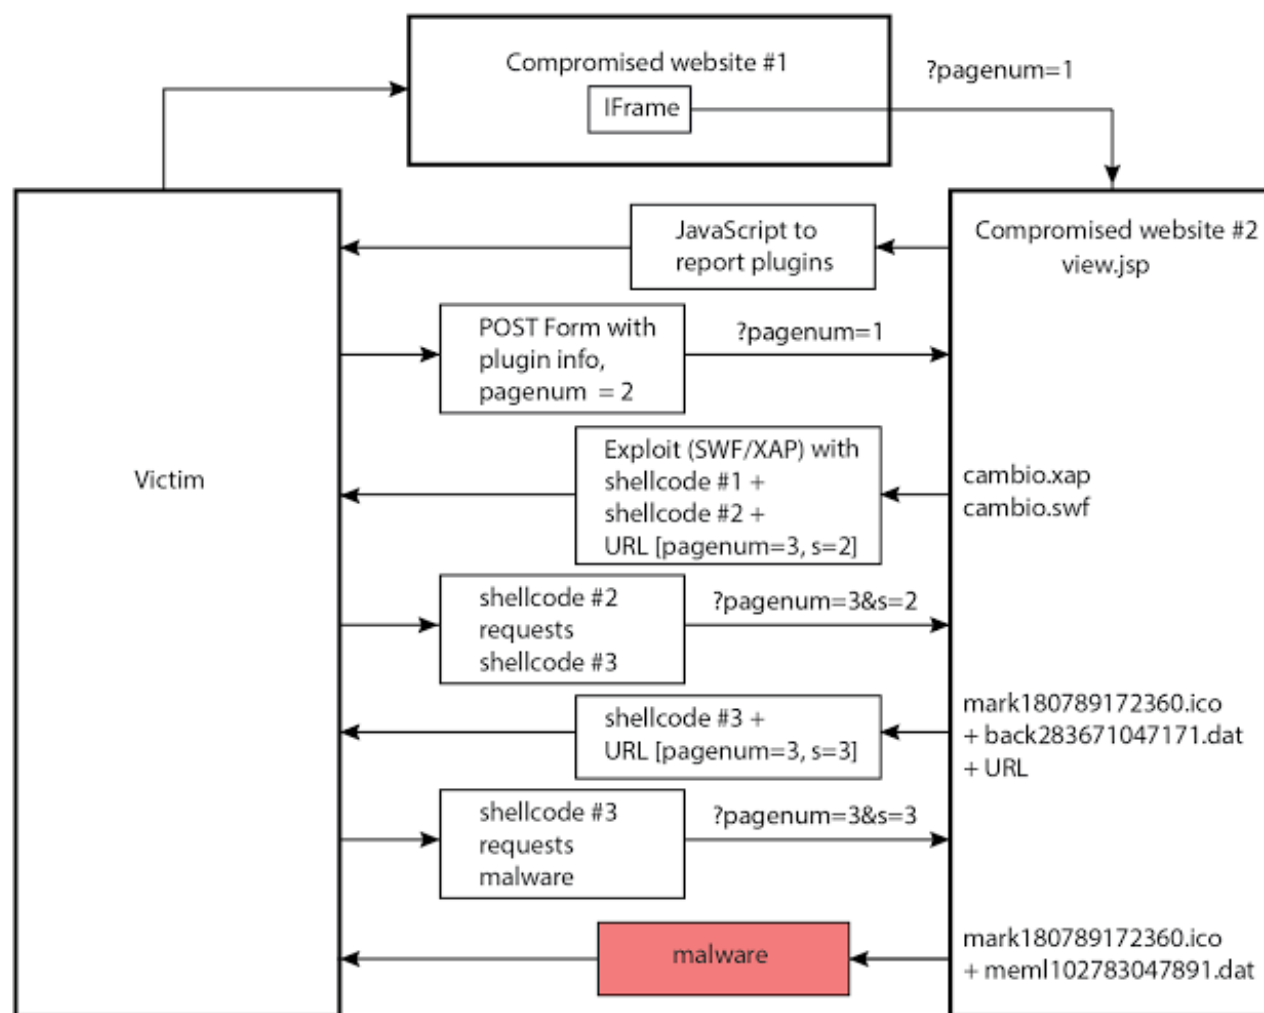 Compromised website #1
IFrame
?pagenum=1
JavaScript to
report plugins
Compromised website #2
view.jsp
POST Form with
plugin info,
pagenum = 2
?pagenum=1
Victim
Exploit (SWF/XAP) with
shellcode #1 +
shellcode #2 +
URL [pagenum=3, s=2]
cambio.xap
cambio.swf
shellcode #2
requests
shellcode #3
?pagenum=3&s=2
shellcode #3 +
URL [pagenum=3, s=3]
mark180789172360.ico
+ back283671047171.dat
+ URL
shellcode #3
requests
malware
?pagenum=3&s=3
malware
mark180789172360.ico
+ meml102783047891.dat